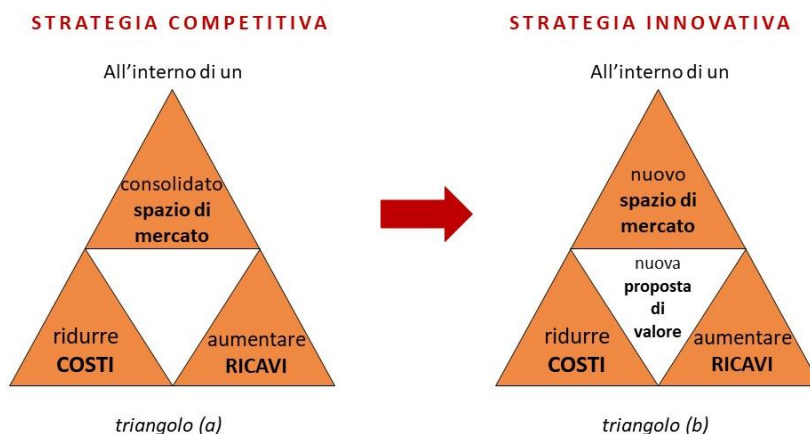 STRATEGIA COMPETITIVA
All'interno di un
consolidato
spazio di
mercato
ridurre
COSTI
aumentare
RICAVI
triangolo (a)
STRATEGIA INNOVATIVA
All'interno di un
nuovo
spazio di
mercato
nuova
proposta
di
valore
ridurre
COSTI
aumentare
RICAVI
triangolo (b)